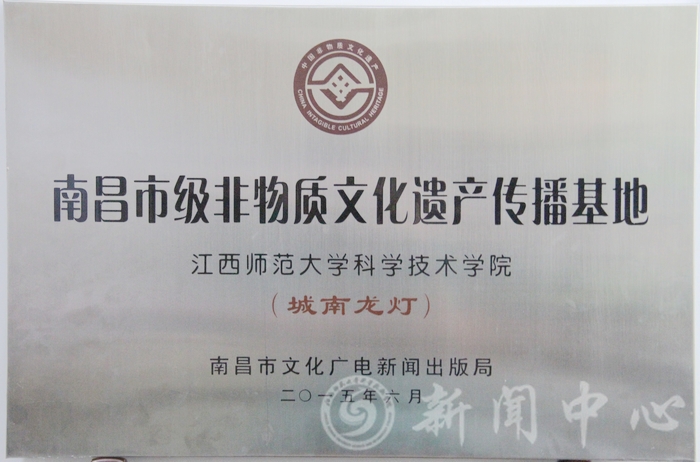 中国非物质文化遗产
CHINA INTAGIBLE CULTURAL HERITAGE
南昌市级非物质文化遗产传播基地
江西师范大学科学技术学院
(城南龙灯)
南昌市文化广电新闻出版局
二〇一五年六月
新闻中心